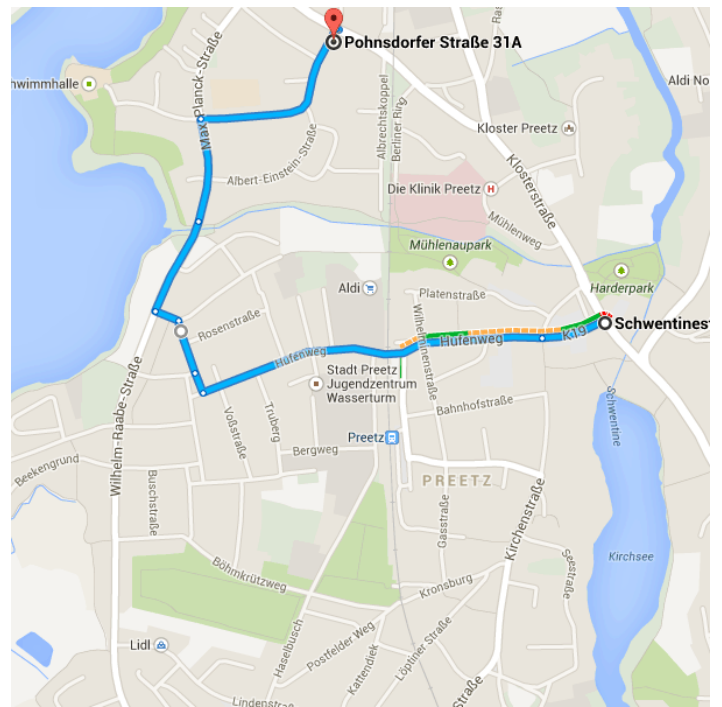 Pohnsdorfer Straße 31A
chwimmhalle
Max-Planck-Straße
Albrechtskoppel
Berliner Ring
Aldi No
Kloster Preetz
Klosterstraße
Albert-Einstein-Straße
Die Klinik Preetz
Mühlenweg
Mühlenaupark
Harderpark
Aldi
Platenstraße
Rosenstraße
Wilhelminenstraße
Schwentinest
Hufenweg
Hufenweg
K19
Stadt Preetz
Jugendzentrum
Wasserturm
Schwentine
Wilhelm-Raabe-Straße
Voßstraße
Truberg
Bahnhofstraße
Preetz
Bergweg
Beekengrund
Buschstraße
PREETZ
Gasstraße
Kirchenstraße
Seestraße
Kirchsee
Böhmkrützweg
Kronsburg
Haselbusch
Postfelder Weg
Kattendiek
Löptiner Straße
Lidl
Lindenstraße